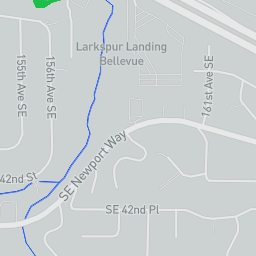 Larkspur Landing
Bellevue
155th Ave SE
156th Ave SE
161st Ave SE
SE Newport Way
42nd St
SE 42nd Pl